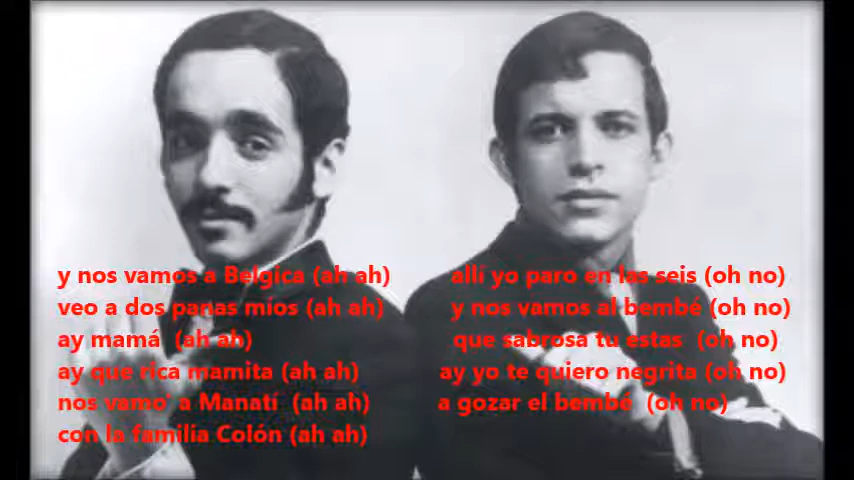 y nos vamos a Belgica (ah ah)
veo a dos panas mios (ah ah)
ay mamá (ah ah)
ay que rica mamita (ah ah)
nos vamo' a Manatí (ah ah)
con la familia Colón (ah ah)
allí yo paro en las seis (oh no)
y nos vamos al bembé (oh no)
que sabrosa tu estas (oh no)
ay yo te quiero negrita (oh no)
a gozar el bembé (oh no)